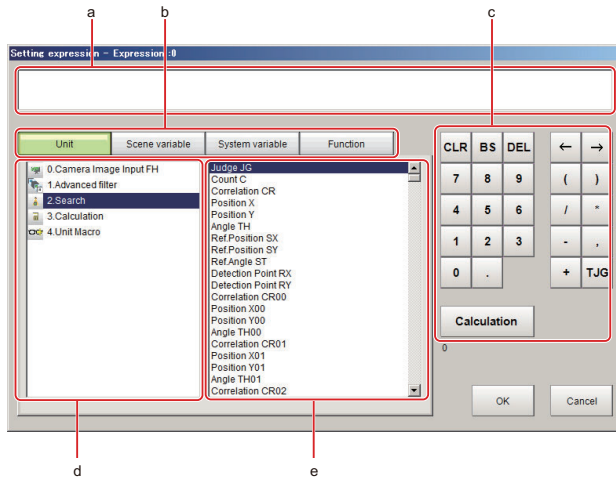 a b c
Setting expression - Expression:0
Unit Scene variable System variable Function
0.Camera Image Input FH
1.Advanced filter
2.Search
3.Calculation
4.Unit Macro
Judge JG
Count C
Correlation CR
Position X
Position Y
Angle TH
Ref.Position SX
Ref.Position SY
Ref.Angle ST
Detection Point RX
Detection Point RY
Correlation CR00
Position X00
Position Y00
Angle TH00
Correlation CR01
Position X01
Position Y01
Angle TH01
Correlation CR02
CLR BS DEL ← →
7 8 9 ( )
4 5 6 / *
1 2 3 - ,
0 . + TJG
Calculation
0
OK Cancel
d e